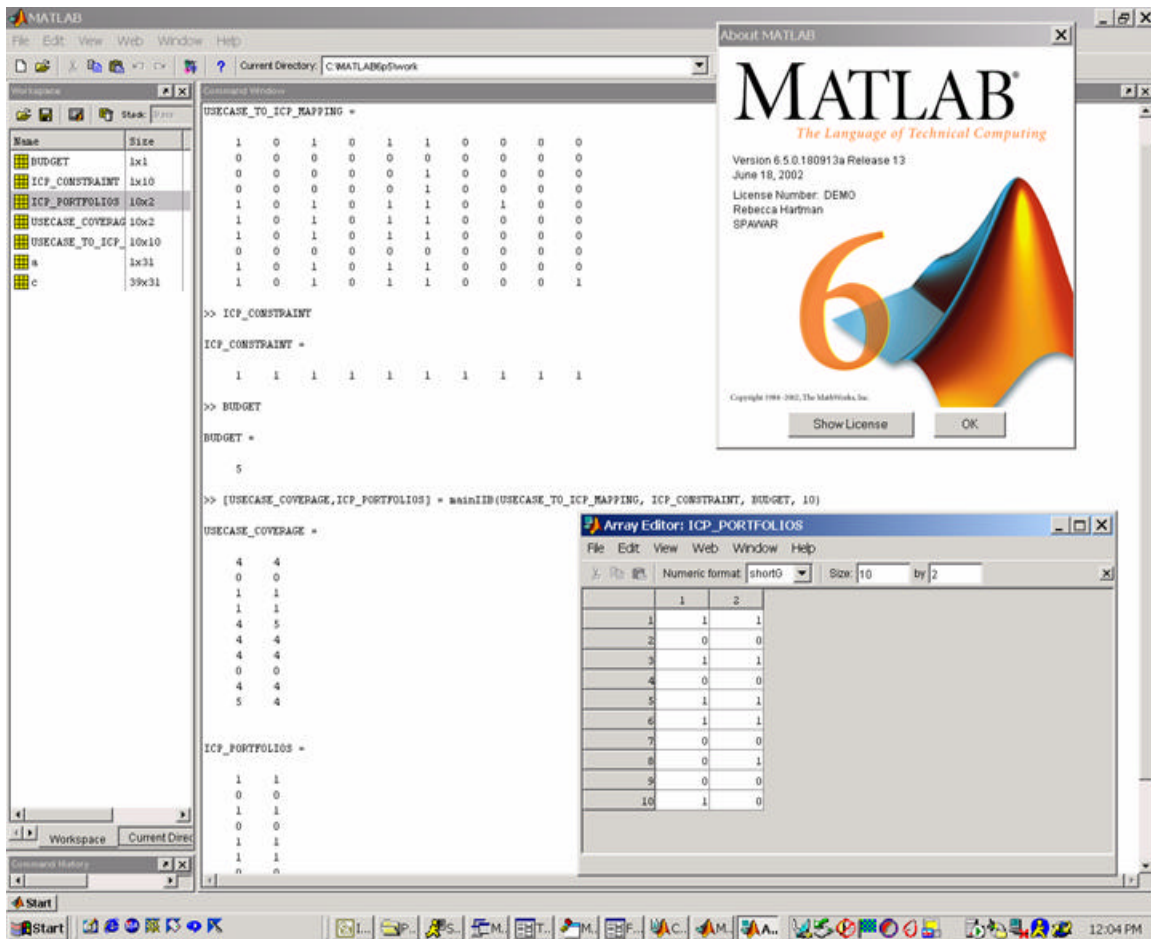 MATLAB
File Edit View Web Window Help
? Current Directory: C:\MATLAB6p5\work
Workspace
Stack:
Name Size
BUDGET 1x1
ICP_CONSTRAINT 1x10
ICP_PORTFOLIOS 10x2
USECASE_COVERAG 10x2
USECASE_TO_ICP_ 10x10
a 1x31
c 39x31
Workspace Current Direc
Command History
Command Window
USECASE_TO_ICP_MAPPING =
1 0 1 0 1 1 0 0 0 0
0 0 0 0 0 0 0 0 0 0
0 0 0 0 0 1 0 0 0 0
0 0 0 0 0 1 0 0 0 0
1 0 1 0 1 1 0 1 0 0
1 0 1 0 1 1 0 0 0 0
1 0 1 0 1 1 0 0 0 0
0 0 0 0 0 0 0 0 0 0
1 0 1 0 1 1 0 0 0 0
1 0 1 0 1 1 0 0 0 1
>> ICP_CONSTRAINT
ICP_CONSTRAINT =
1 1 1 1 1 1 1 1 1 1
>> BUDGET
BUDGET =
5
>> [USECASE_COVERAGE,ICP_PORTFOLIOS] = mainIIB(USECASE_TO_ICP_MAPPING, ICP_CONSTRAINT, BUDGET, 10)
USECASE_COVERAGE =
4 4
0 0
1 1
1 1
4 5
4 4
4 4
0 0
4 4
5 4
ICP_PORTFOLIOS =
1 1
0 0
1 1
0 0
1 1
1 1
0 0
About MATLAB
MATLAB®
The Language of Technical Computing
Version 6.5.0.180913a Release 13
June 18, 2002
License Number: DEMO
Rebecca Hartman
SPAWAR
6
Copyright 1984-2002, The MathWorks, Inc.
Show License OK
Array Editor: ICP_PORTFOLIOS
File Edit View Web Window Help
Numeric format: shortG Size: 10 by 2
1 2
1 1 1
2 0 0
3 1 1
4 0 0
5 1 1
6 1 1
7 0 0
8 0 1
9 0 0
10 1 0
Start
Start I... P... S... M... T... M... F... C... M... A... 12:04 PM